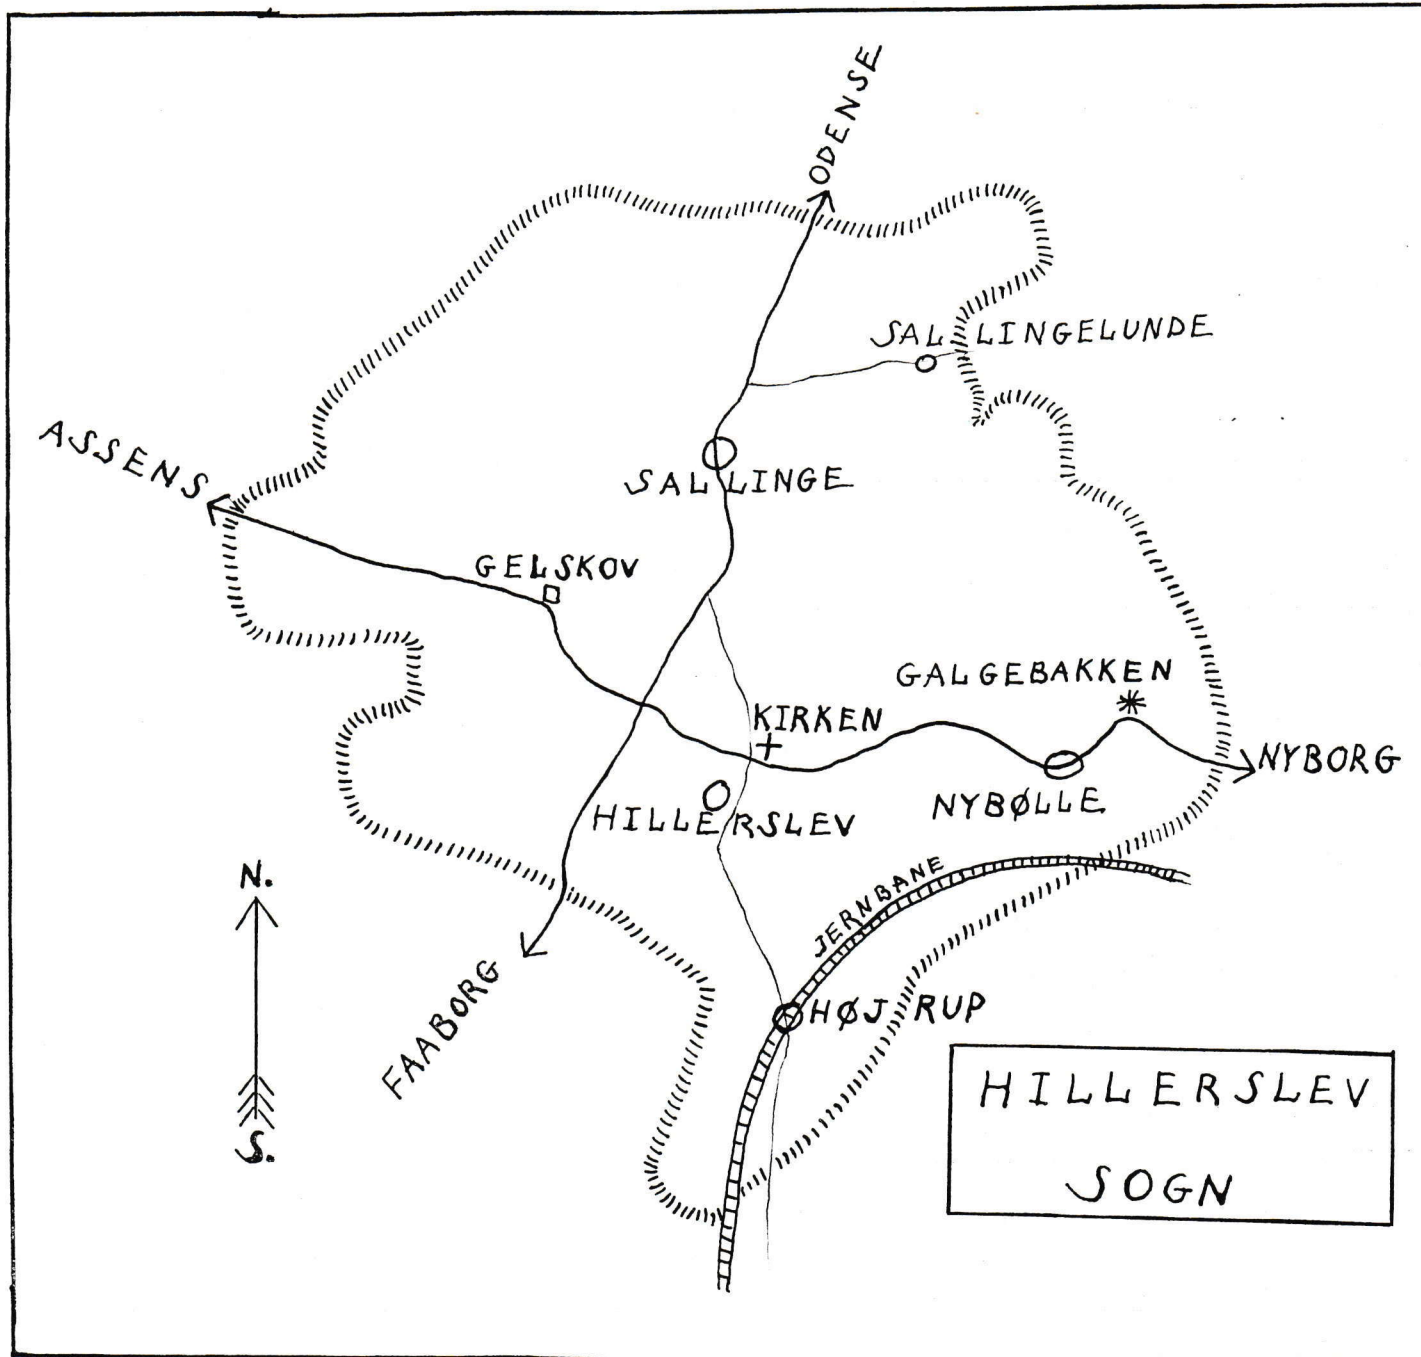 ODENSE
SALLINGELUNDE
ASSENS
SALLINGE
GELSKOV
GALGEBAKKEN
KIRKEN
NYBORG
NYBØLLE
HILLERSLEV
JERNBANE
N.
FAABORG
HØJRUP
S.
HILLERSLEV
SOGN